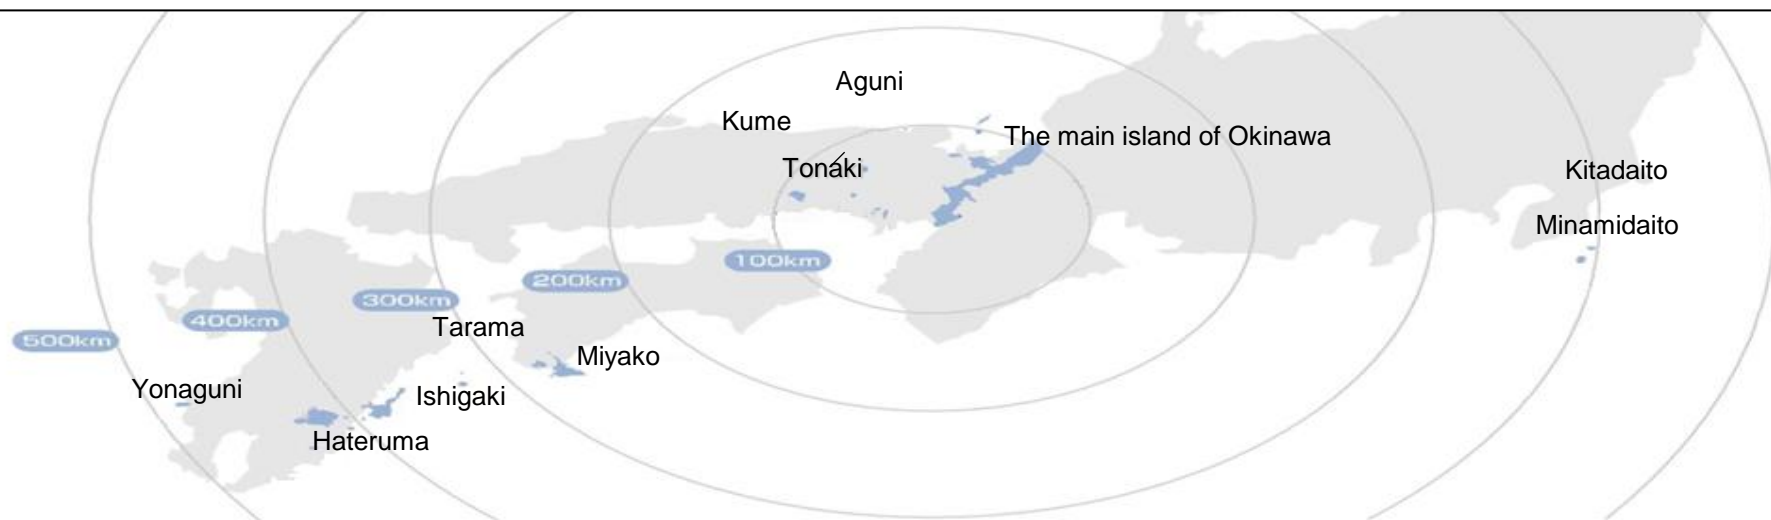 Aguni
Kume
The main island of Okinawa
Tonaki
Kitadaito
Minamidaito
100km
200km
300km
400km
500km
Tarama
Miyako
Yonaguni
Ishigaki
Hateruma